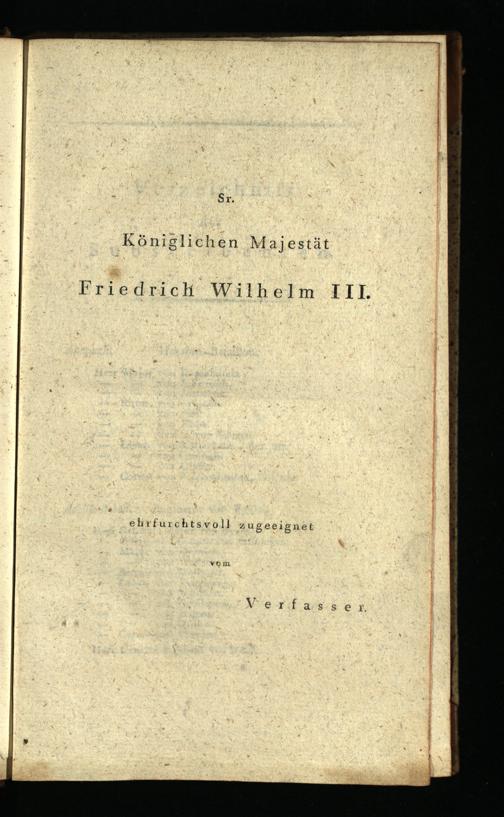 Sr.
Königlichen Majestät
Friedrich Wilhelm III.
ehrfurchtsvoll zugeeignet
vom
Verfasser.